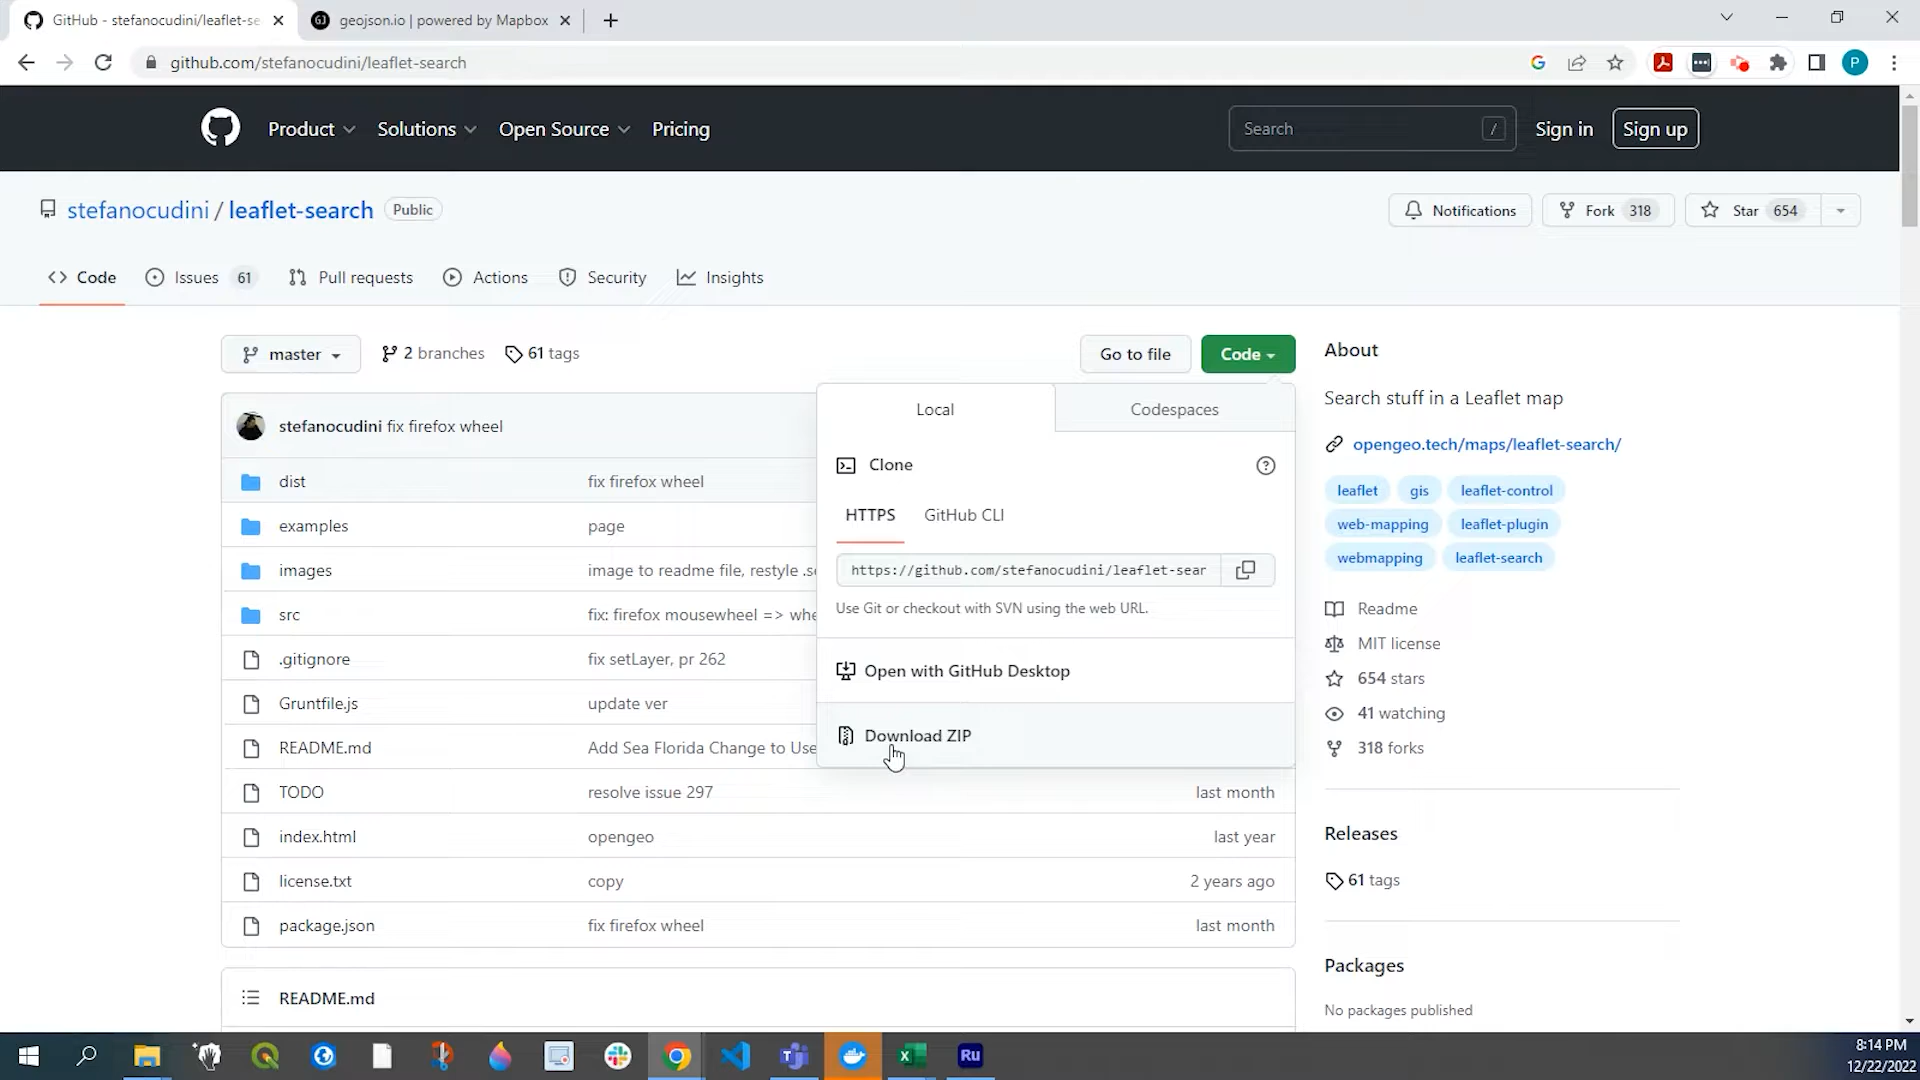 GitHub - stefanocudini/leaflet-se
geojson.io | powered by Mapbox
github.com/stefanocudini/leaflet-search
P
Product
Solutions
Open Source
Pricing
Search
/
Sign in
Sign up
stefanocudini / leaflet-search
Public
Notifications
Fork 318
Star 654
Code
Issues 61
Pull requests
Actions
Security
Insights
master
2 branches
61 tags
Go to file
Code
About
Search stuff in a Leaflet map
opengeo.tech/maps/leaflet-search/
leaflet
gis
leaflet-control
web-mapping
leaflet-plugin
webmapping
leaflet-search
Readme
MIT license
654 stars
41 watching
318 forks
Releases
61 tags
Packages
No packages published
Local
Codespaces
Clone
HTTPS
GitHub CLI
https://github.com/stefanocudini/leaflet-sear
Use Git or checkout with SVN using the web URL.
Open with GitHub Desktop
Download ZIP
stefanocudini fix firefox wheel
dist fix firefox wheel
examples page
images image to readme file, restyle .se
src fix: firefox mousewheel => whe
.gitignore fix setLayer, pr 262
Gruntfile.js update ver
README.md Add Sea Florida Change to Use
TODO resolve issue 297 last month
index.html opengeo last year
license.txt copy 2 years ago
package.json fix firefox wheel last month
README.md
Ru
8:14 PM
12/22/2022